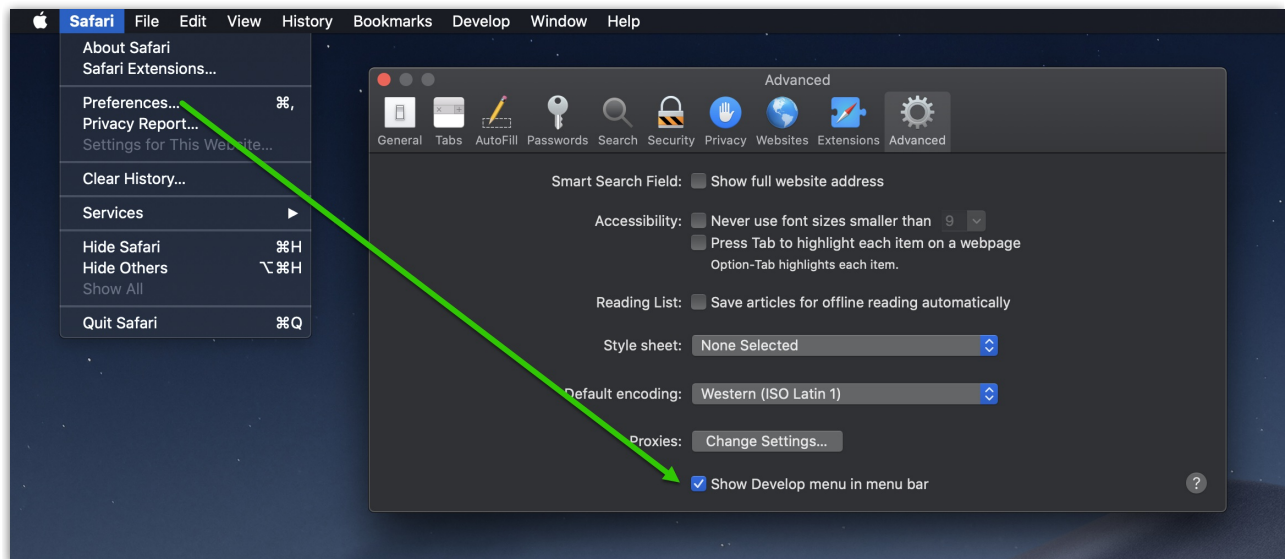 Safari File Edit View History Bookmarks Develop Window Help
About Safari
Safari Extensions...
Preferences... ⌘,
Privacy Report...
Settings for This Website...
Clear History...
Services ▶
Hide Safari ⌘H
Hide Others ⌥⌘H
Show All
Quit Safari ⌘Q
Advanced
General Tabs AutoFill Passwords Search Security Privacy Websites Extensions Advanced
Smart Search Field: Show full website address
Accessibility: Never use font sizes smaller than 9
Press Tab to highlight each item on a webpage
Option-Tab highlights each item.
Reading List: Save articles for offline reading automatically
Style sheet: None Selected
Default encoding: Western (ISO Latin 1)
Proxies: Change Settings...
Show Develop menu in menu bar ?